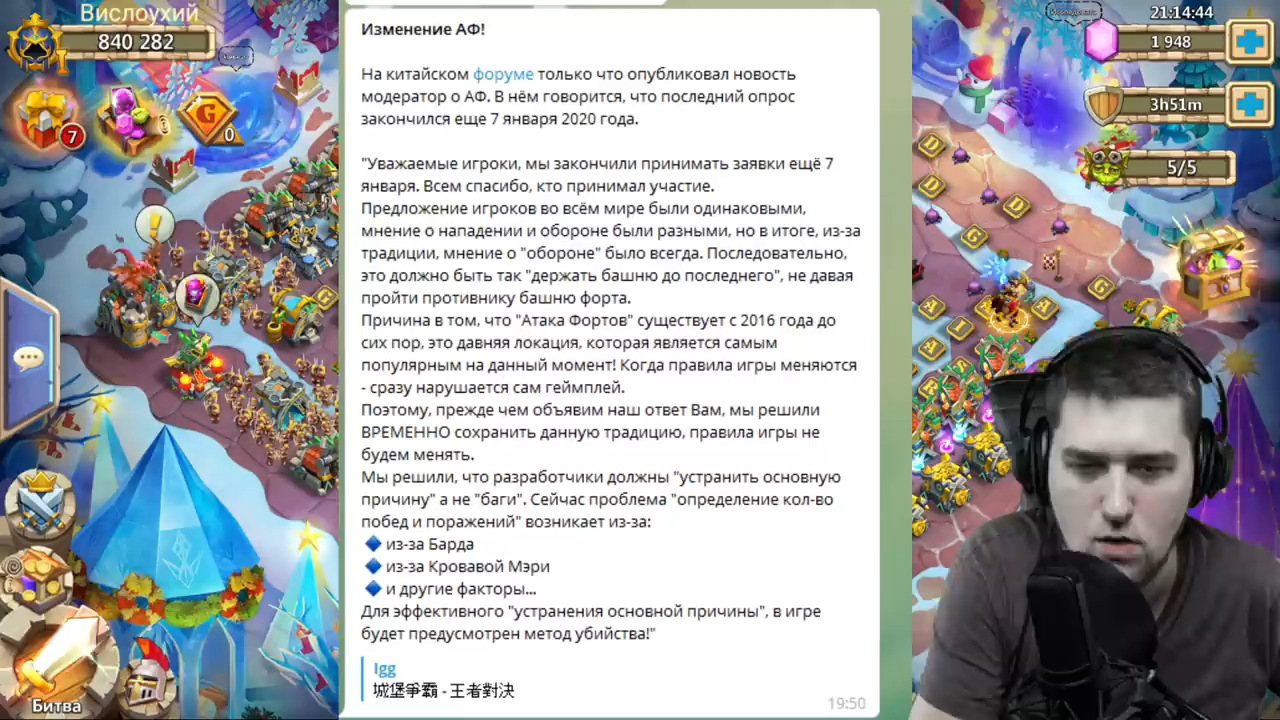 Вислоухий
840 282
I
7
G
0
Битва
Изменение АФ!
На китайском форуме только что опубликовал новость
модератор о АФ. В нём говорится, что последний опрос
закончился еще 7 января 2020 года.
"Уважаемые игроки, мы закончили принимать заявки ещё 7
января. Всем спасибо, кто принимал участие.
Предложение игроков во всём мире были одинаковыми,
мнение о нападении и обороне были разными, но в итоге, из-за
традиции, мнение о "обороне" было всегда. Последовательно,
это должно быть так "держать башню до последнего", не давая
пройти противнику башню форта.
Причина в том, что "Атака Фортов" существует с 2016 года до
сих пор, это давняя локация, которая является самым
популярным на данный момент! Когда правила игры меняются
- сразу нарушается сам геймплей.
Поэтому, прежде чем объявим наш ответ Вам, мы решили
ВРЕМЕННО сохранить данную традицию, правила игры не
будем менять.
Мы решили, что разработчики должны "устранить основную
причину" а не "баги". Сейчас проблема "определение кол-во
побед и поражений" возникает из-за:
из-за Барда
из-за Кровавой Мэри
и другие факторы...
Для эффективного "устранения основной причины", в игре
будет предусмотрен метод убийства!"
Igg
城堡爭霸 - 王者對決
19:50
21:14:44
1 948
3h51m
5/5
D
D
D
G
G
A
A
I
A
S
R